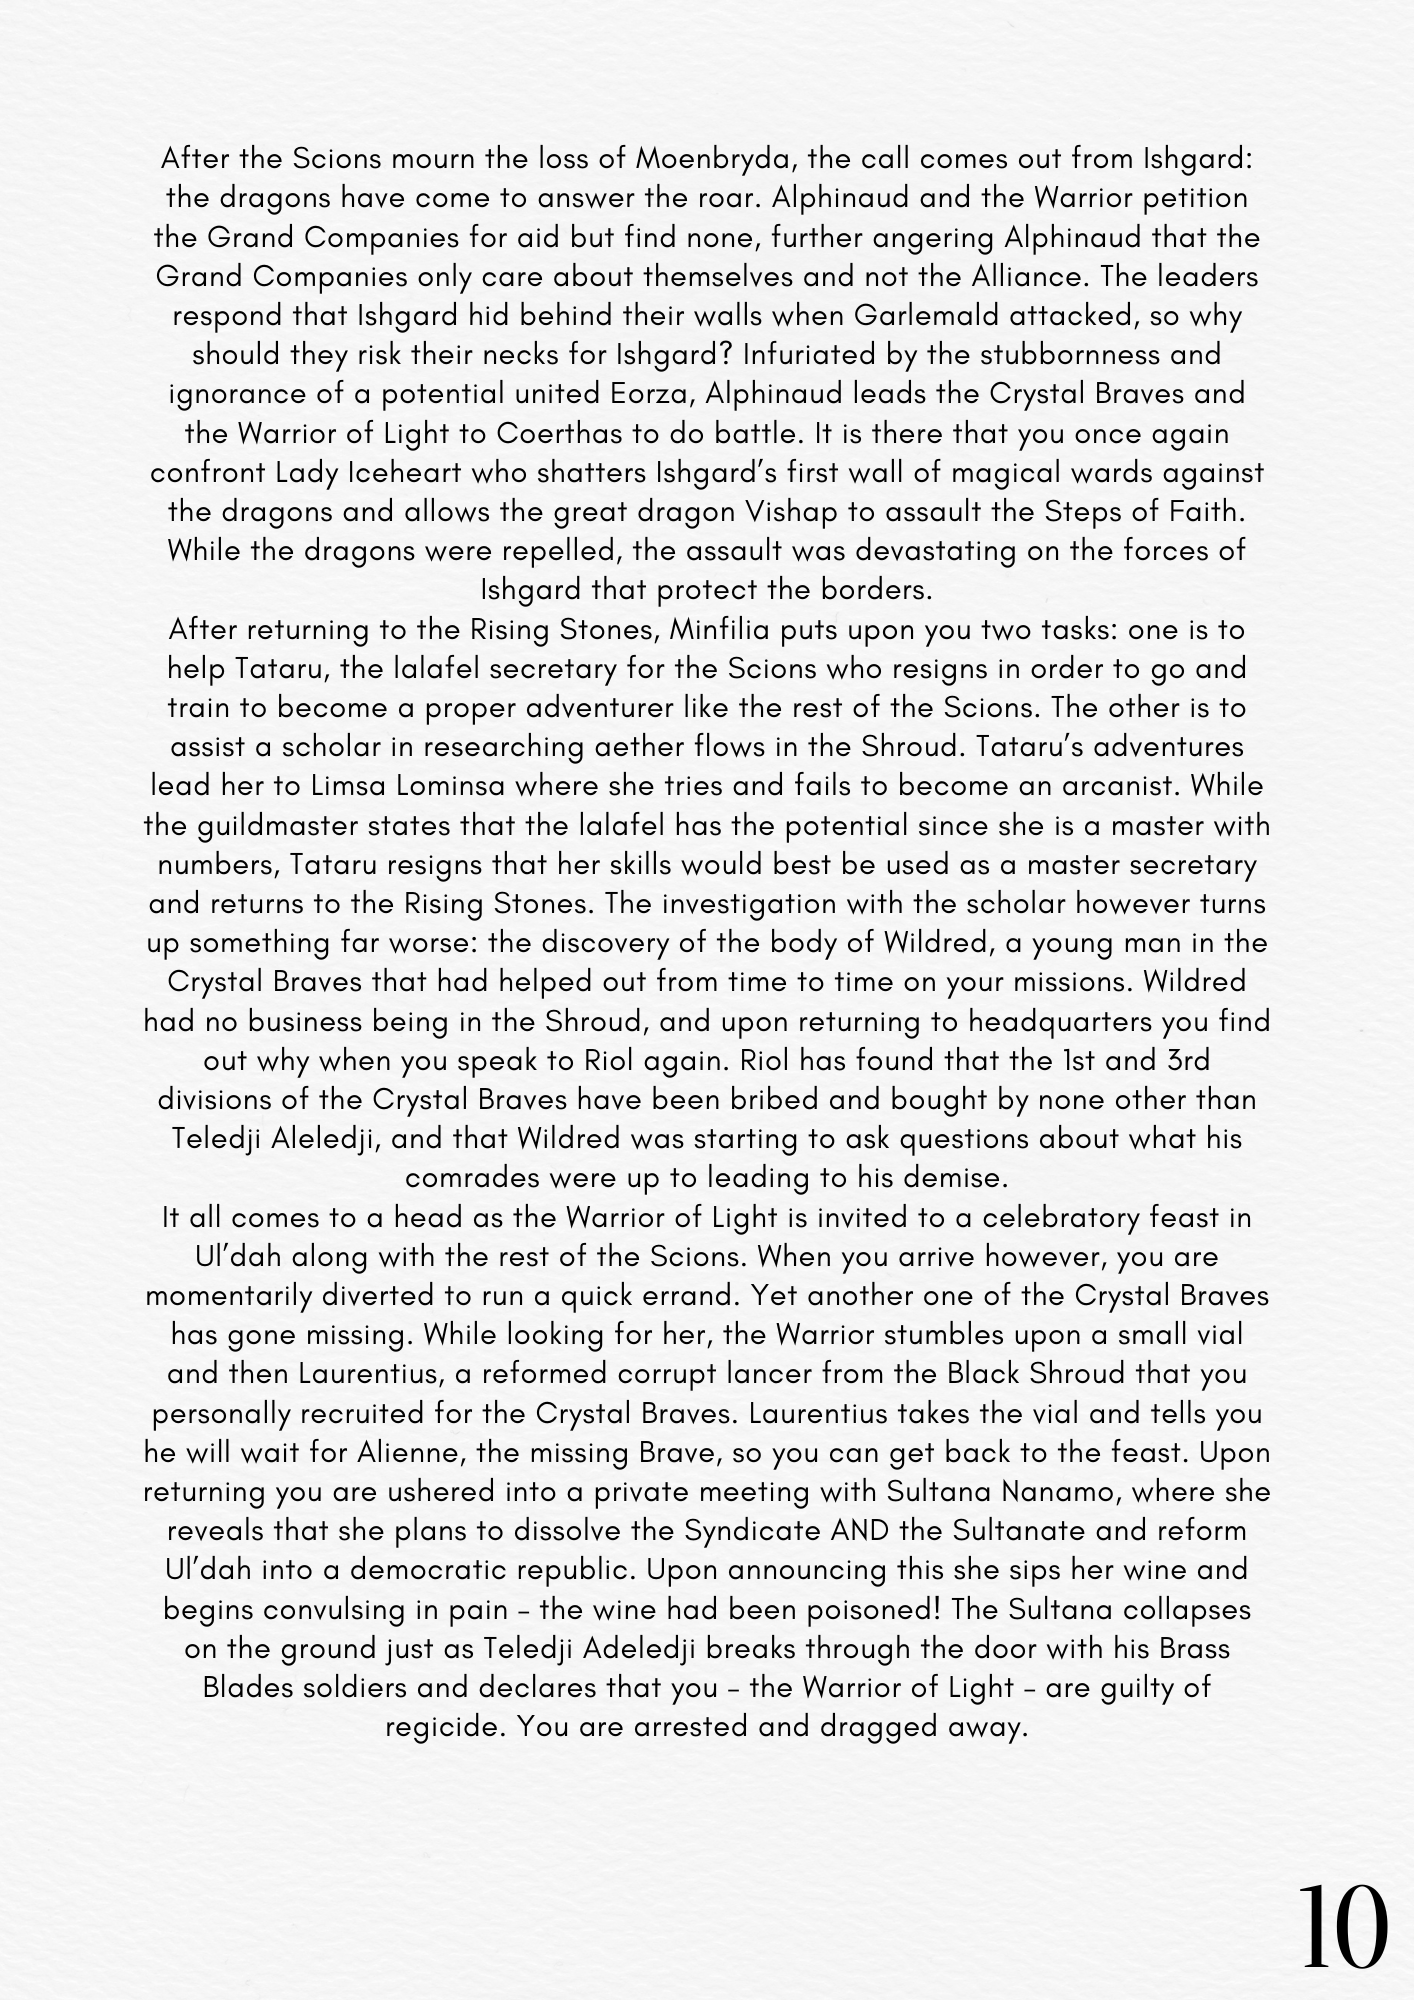 After the Scions mourn the loss of Moenbryda, the call comes out from Ishgard:
the dragons have come to answer the roar. Alphinaud and the Warrior petition
the Grand Companies for aid but find none, further angering Alphinaud that the
Grand Companies only care about themselves and not the Alliance. The leaders
respond that Ishgard hid behind their walls when Garlemald attacked, so why
should they risk their necks for Ishgard? Infuriated by the stubbornness and
ignorance of a potential united Eorza, Alphinaud leads the Crystal Braves and
the Warrior of Light to Coerthas to do battle. It is there that you once again
confront Lady Iceheart who shatters Ishgard’s first wall of magical wards against
the dragons and allows the great dragon Vishap to assault the Steps of Faith.
While the dragons were repelled, the assault was devastating on the forces of
Ishgard that protect the borders.
After returning to the Rising Stones, Minfilia puts upon you two tasks: one is to
help Tataru, the lalafel secretary for the Scions who resigns in order to go and
train to become a proper adventurer like the rest of the Scions. The other is to
assist a scholar in researching aether flows in the Shroud. Tataru’s adventures
lead her to Limsa Lominsa where she tries and fails to become an arcanist. While
the guildmaster states that the lalafel has the potential since she is a master with
numbers, Tataru resigns that her skills would best be used as a master secretary
and returns to the Rising Stones. The investigation with the scholar however turns
up something far worse: the discovery of the body of Wildred, a young man in the
Crystal Braves that had helped out from time to time on your missions. Wildred
had no business being in the Shroud, and upon returning to headquarters you find
out why when you speak to Riol again. Riol has found that the 1st and 3rd
divisions of the Crystal Braves have been bribed and bought by none other than
Teledji Aleledji, and that Wildred was starting to ask questions about what his
comrades were up to leading to his demise.
It all comes to a head as the Warrior of Light is invited to a celebratory feast in
Ul’dah along with the rest of the Scions. When you arrive however, you are
momentarily diverted to run a quick errand. Yet another one of the Crystal Braves
has gone missing. While looking for her, the Warrior stumbles upon a small vial
and then Laurentius, a reformed corrupt lancer from the Black Shroud that you
personally recruited for the Crystal Braves. Laurentius takes the vial and tells you
he will wait for Alienne, the missing Brave, so you can get back to the feast. Upon
returning you are ushered into a private meeting with Sultana Nanamo, where she
reveals that she plans to dissolve the Syndicate AND the Sultanate and reform
Ul’dah into a democratic republic. Upon announcing this she sips her wine and
begins convulsing in pain – the wine had been poisoned! The Sultana collapses
on the ground just as Teledji Adeledji breaks through the door with his Brass
Blades soldiers and declares that you – the Warrior of Light – are guilty of
regicide. You are arrested and dragged away.
10